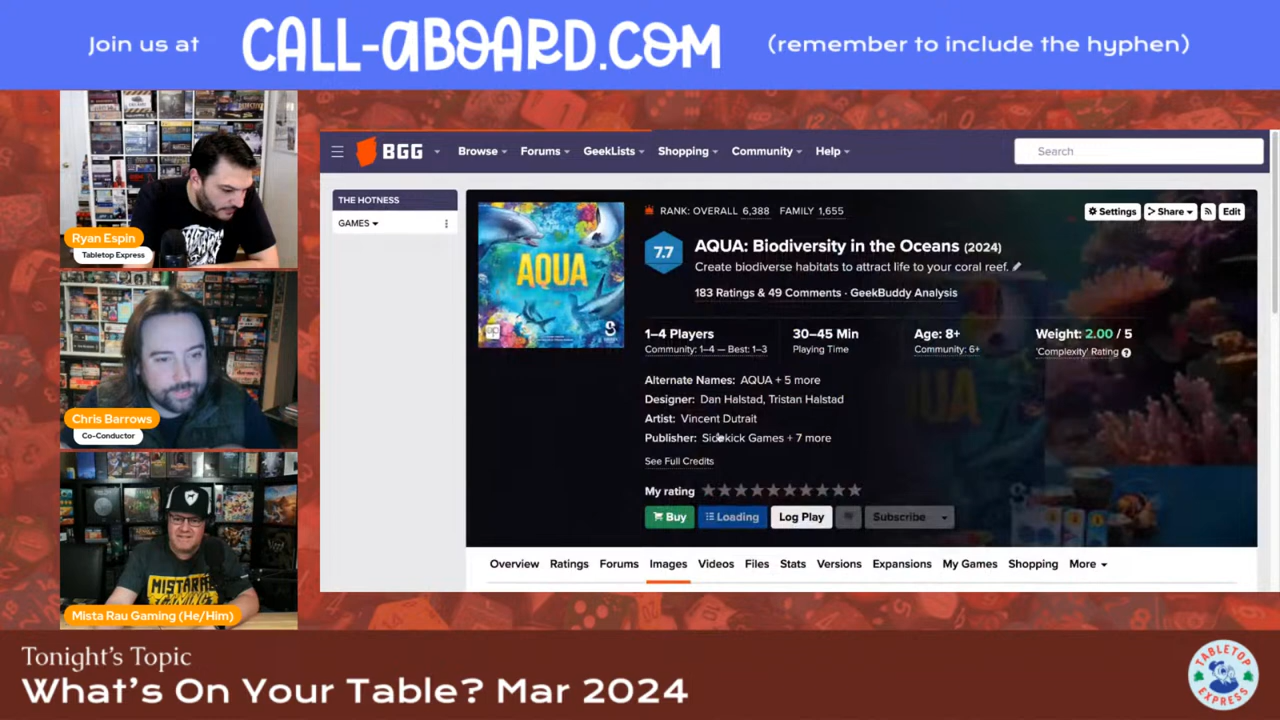 Join us at CALL-ABOARD.COM (remember to include the hyphen)
Ryan Espin
Tabletop Express
Chris Barrows
Co-Conductor
MISTARAU
Mista Rau Gaming (He/Him)
BGG Browse Forums GeekLists Shopping Community Help Search
THE HOTNESS
GAMES
AQUA
RANK: OVERALL 6,388 FAMILY 1,655
Settings Share Edit
7.7
AQUA: Biodiversity in the Oceans (2024)
Create biodiverse habitats to attract life to your coral reef.
183 Ratings & 49 Comments · GeekBuddy Analysis
1–4 Players
Community: 1–4 — Best: 1–3
30–45 Min
Playing Time
Age: 8+
Community: 6+
Weight: 2.00 / 5
'Complexity' Rating
Alternate Names: AQUA + 5 more
Designer: Dan Halstad, Tristan Halstad
Artist: Vincent Dutrait
Publisher: Sidekick Games + 7 more
See Full Credits
My rating
Buy Loading Log Play Subscribe
Overview Ratings Forums Images Videos Files Stats Versions Expansions My Games Shopping More
Tonight's Topic
What's On Your Table? Mar 2024
TABLETOP EXPRESS